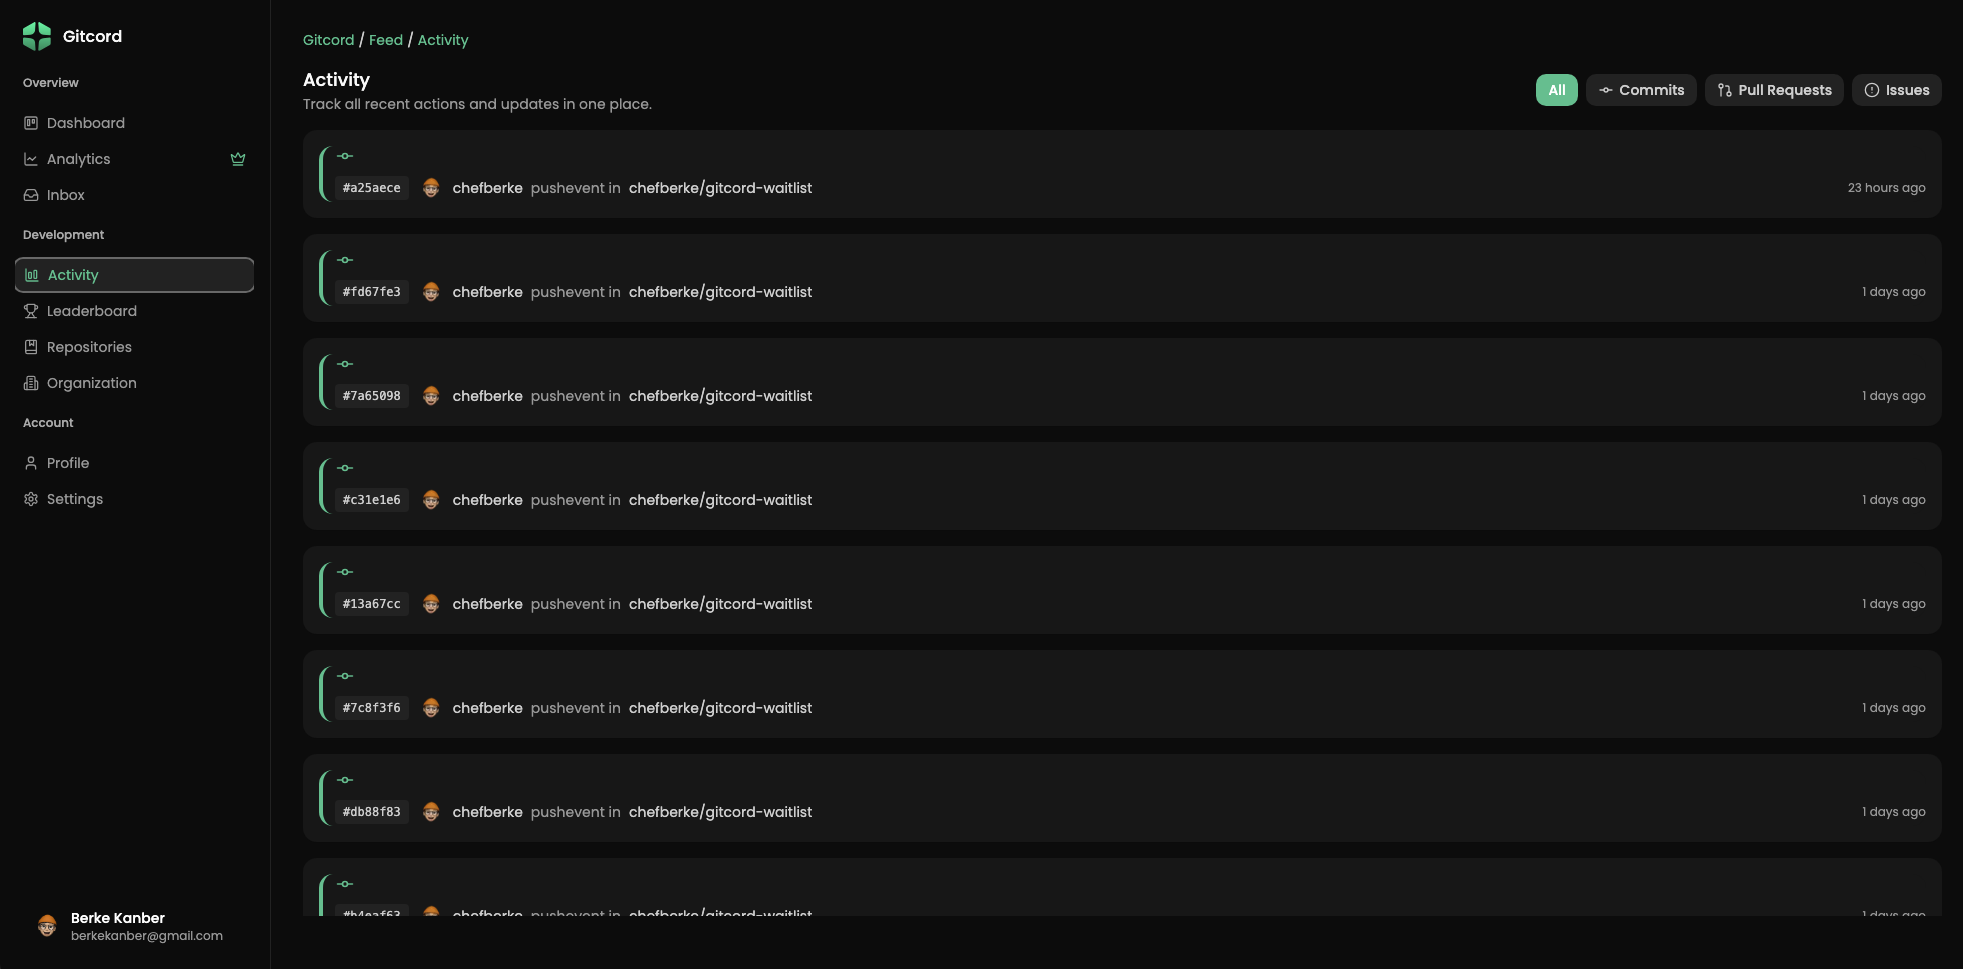 Gitcord
Overview
Dashboard
Analytics
Inbox
Development
Activity
Leaderboard
Repositories
Organization
Account
Profile
Settings
Berke Kanber
berkekanber@gmail.com
Gitcord / Feed / Activity
Activity
Track all recent actions and updates in one place.
All Commits Pull Requests Issues
#a25aece chefberke pushevent in chefberke/gitcord-waitlist 23 hours ago
#fd67fe3 chefberke pushevent in chefberke/gitcord-waitlist 1 days ago
#7a65098 chefberke pushevent in chefberke/gitcord-waitlist 1 days ago
#c31e1e6 chefberke pushevent in chefberke/gitcord-waitlist 1 days ago
#13a67cc chefberke pushevent in chefberke/gitcord-waitlist 1 days ago
#7c8f3f6 chefberke pushevent in chefberke/gitcord-waitlist 1 days ago
#db88f83 chefberke pushevent in chefberke/gitcord-waitlist 1 days ago
chefberke pushevent in chefberke/gitcord-waitlist 1 days ago